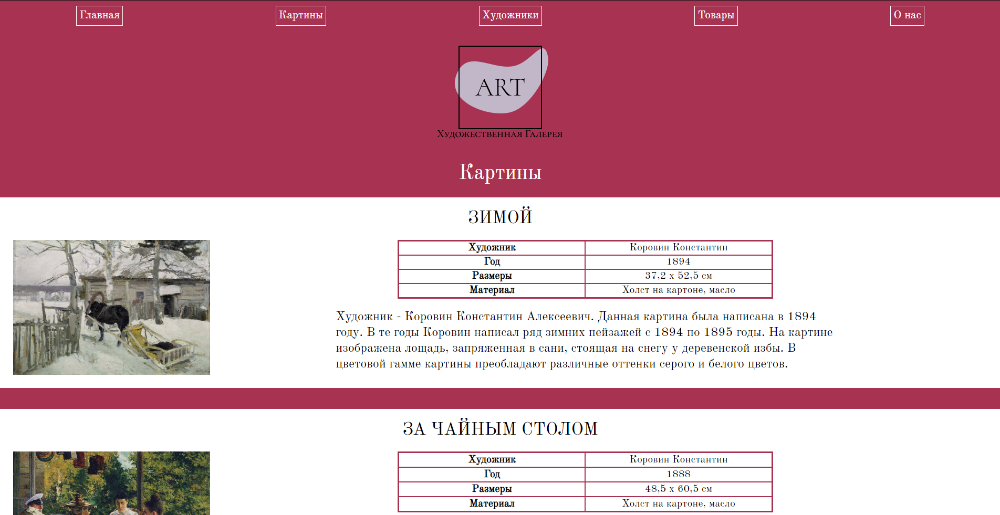 Главная Картины Художники Товары О нас
ART
Художественная Галерея
Картины
ЗИМОЙ
Художник Коровин Константин
Год 1894
Размеры 37,2 х 52,5 см
Материал Холст на картоне, масло
Художник - Коровин Константин Алексеевич. Данная картина была написана в 1894
году. В те годы Коровин написал ряд зимних пейзажей с 1894 по 1895 годы. На картине
изображена лощадь, запряженная в сани, стоящая на снегу у деревенской избы. В
цветовой гамме картины преобладают различные оттенки серого и белого цветов.
ЗА ЧАЙНЫМ СТОЛОМ
Художник Коровин Константин
Год 1888
Размеры 48,5 х 60,5 см
Материал Холст на картоне, масло